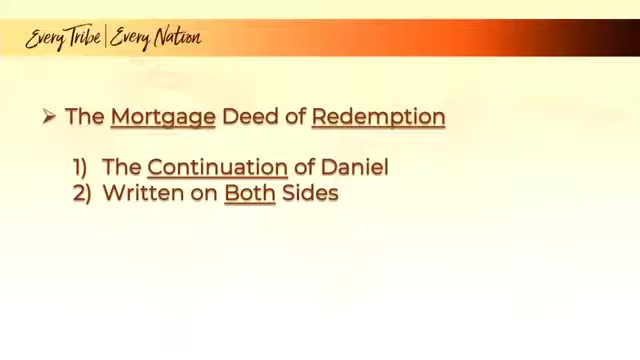 Every Tribe | Every Nation
➢ The Mortgage Deed of Redemption
1) The Continuation of Daniel
2) Written on Both Sides